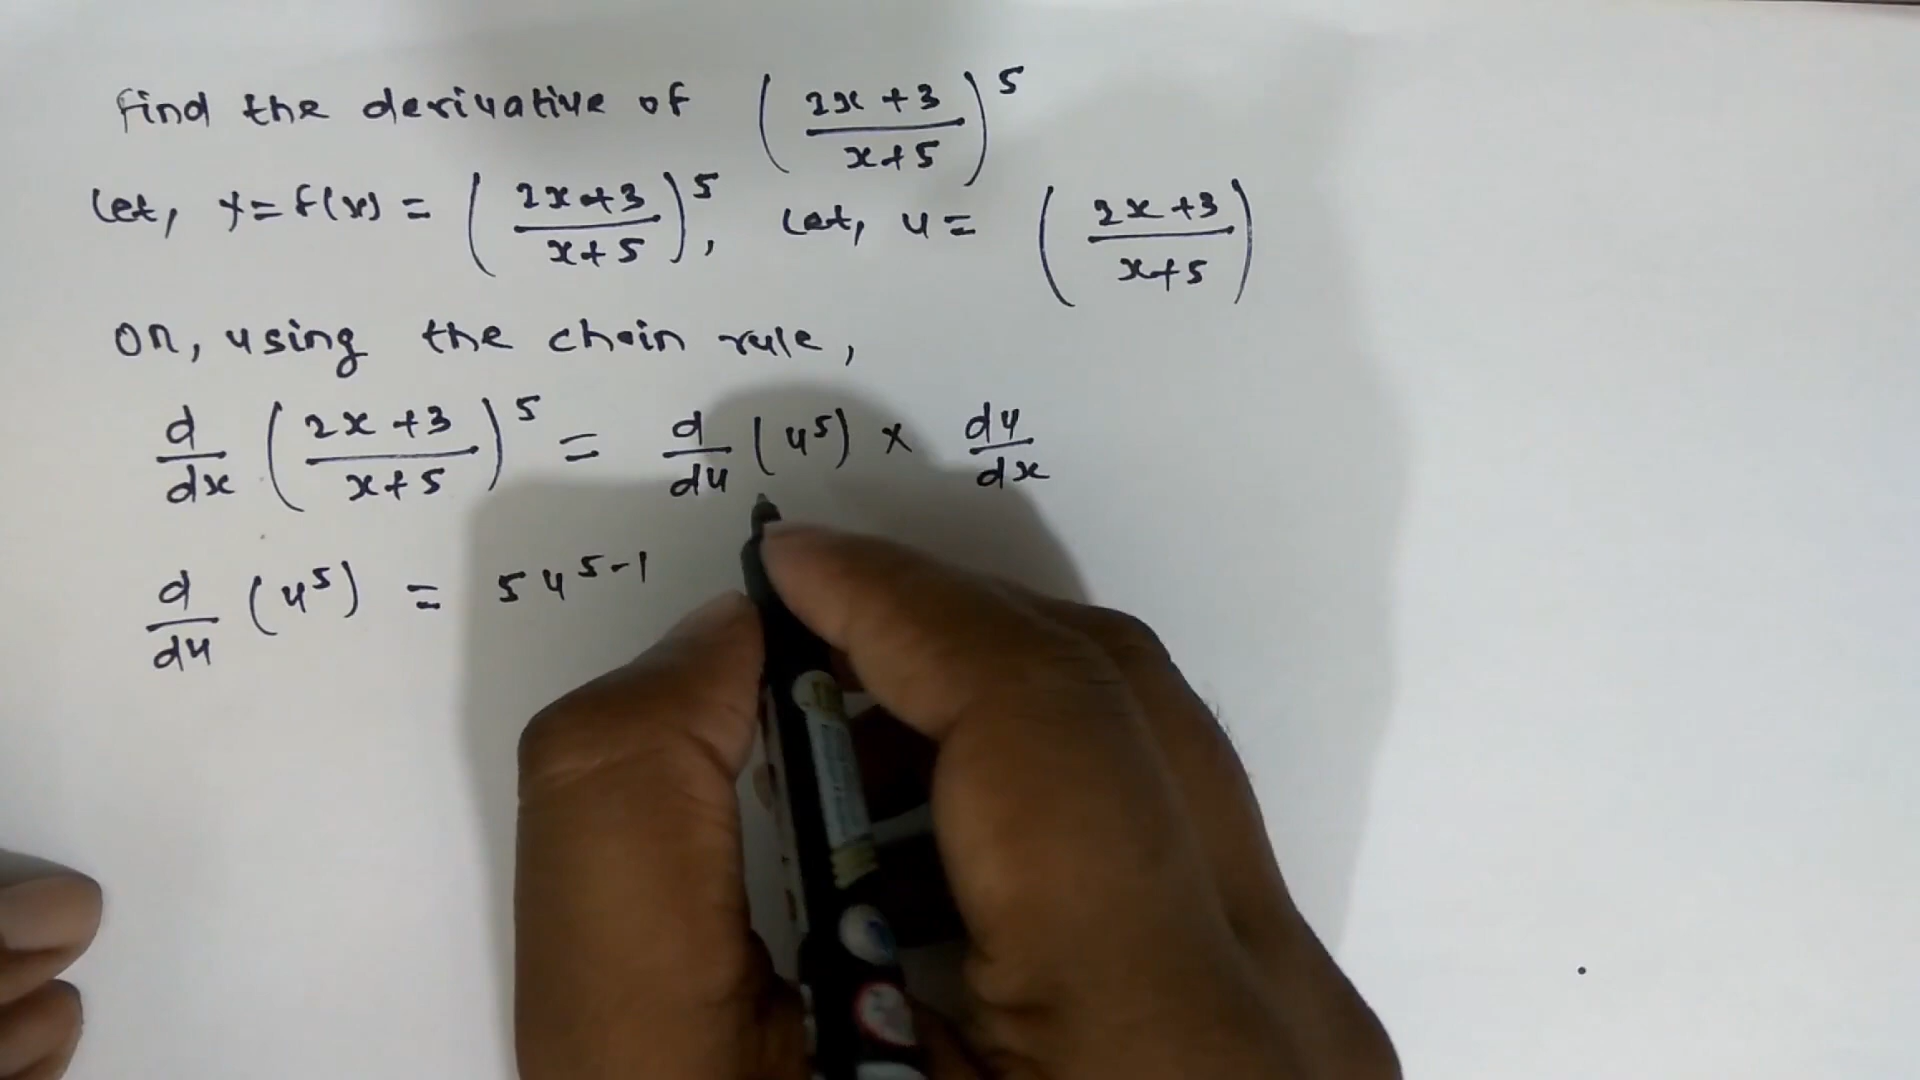 Find the derivative of (2x+3/x+5)^5
Let, y=f(x) = (2x+3/x+5)^5, Let, u = (2x+3/x+5)
OR, using the chain rule,
d/dx (2x+3/x+5)^5 = d/du (u^5) × du/dx
d/du (u^5) = 5u^5-1